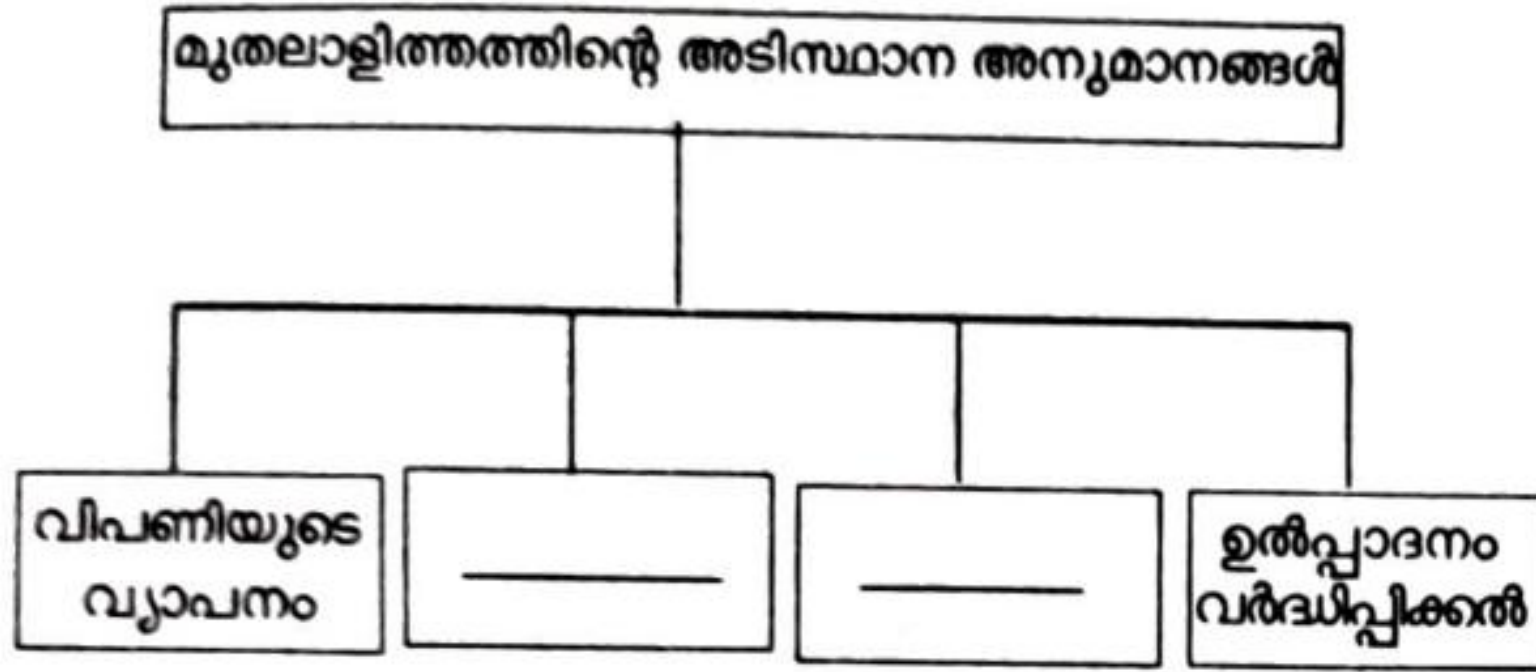 മുതലാളിത്തത്തിന്റെ അടിസ്ഥാന അനുമാനങ്ങൾ
വിപണിയുടെ
വ്യാപനം
ഉൽപ്പാദനം
വർദ്ധിപ്പിക്കൽ